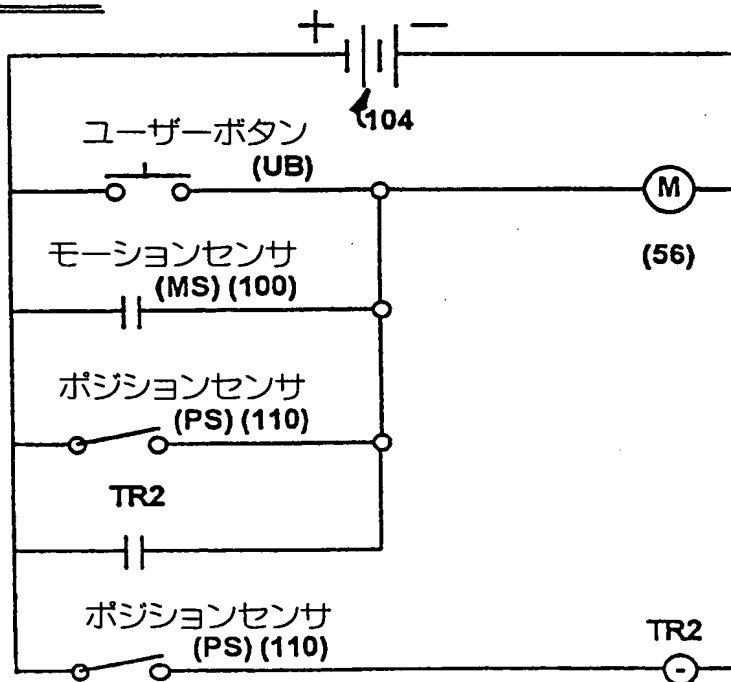 + −
104
ユーザーボタン
(UB)
M
(56)
モーションセンサ
(MS) (100)
ポジションセンサ
(PS) (110)
TR2
ポジションセンサ
(PS) (110)
TR2
-